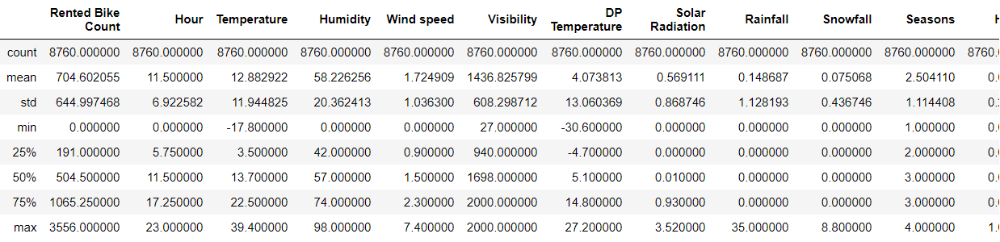 Rented Bike Count Hour Temperature Humidity Wind speed Visibility DP Temperature Solar Radiation Rainfall Snowfall Seasons H
count 8760.000000 8760.000000 8760.000000 8760.000000 8760.000000 8760.000000 8760.000000 8760.000000 8760.000000 8760.000000 8760.000000 8760.
mean 704.602055 11.500000 12.882922 58.226256 1.724909 1436.825799 4.073813 0.569111 0.148687 0.075068 2.504110 0.
std 644.997468 6.922582 11.944825 20.362413 1.036300 608.298712 13.060369 0.868746 1.128193 0.436746 1.114408 0.
min 0.000000 0.000000 -17.800000 0.000000 0.000000 27.000000 -30.600000 0.000000 0.000000 0.000000 1.000000 0.
25% 191.000000 5.750000 3.500000 42.000000 0.900000 940.000000 -4.700000 0.000000 0.000000 0.000000 2.000000 0.
50% 504.500000 11.500000 13.700000 57.000000 1.500000 1698.000000 5.100000 0.010000 0.000000 0.000000 3.000000 0.
75% 1065.250000 17.250000 22.500000 74.000000 2.300000 2000.000000 14.800000 0.930000 0.000000 0.000000 3.000000 0.
max 3556.000000 23.000000 39.400000 98.000000 7.400000 2000.000000 27.200000 3.520000 35.000000 8.800000 4.000000 1.